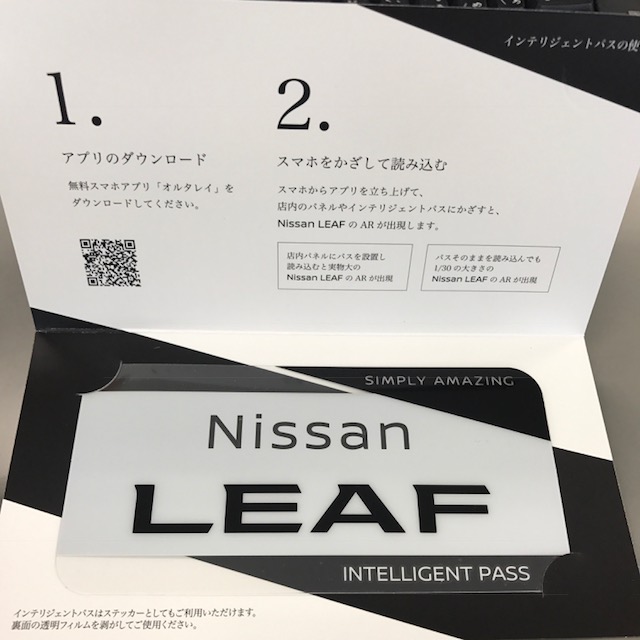 インテリジェントパスの使
1.
アプリのダウンロード
無料スマホアプリ「オルタレイ」を
ダウンロードしてください。
2.
スマホをかざして読み込む
スマホからアプリを立ち上げて、
店内のパネルやインテリジェントパスにかざすと、
Nissan LEAF の AR が出現します。
店内パネルにパスを設置し
読み込むと実物大の
Nissan LEAF の AR が出現
パスそのままを読み込んでも
1/30 の大きさの
Nissan LEAF の AR が出現
SIMPLY AMAZING
Nissan
LEAF
INTELLIGENT PASS
インテリジェントパスはステッカーとしてもご利用いただけます。
裏面の透明フィルムを剥がしてご使用ください。